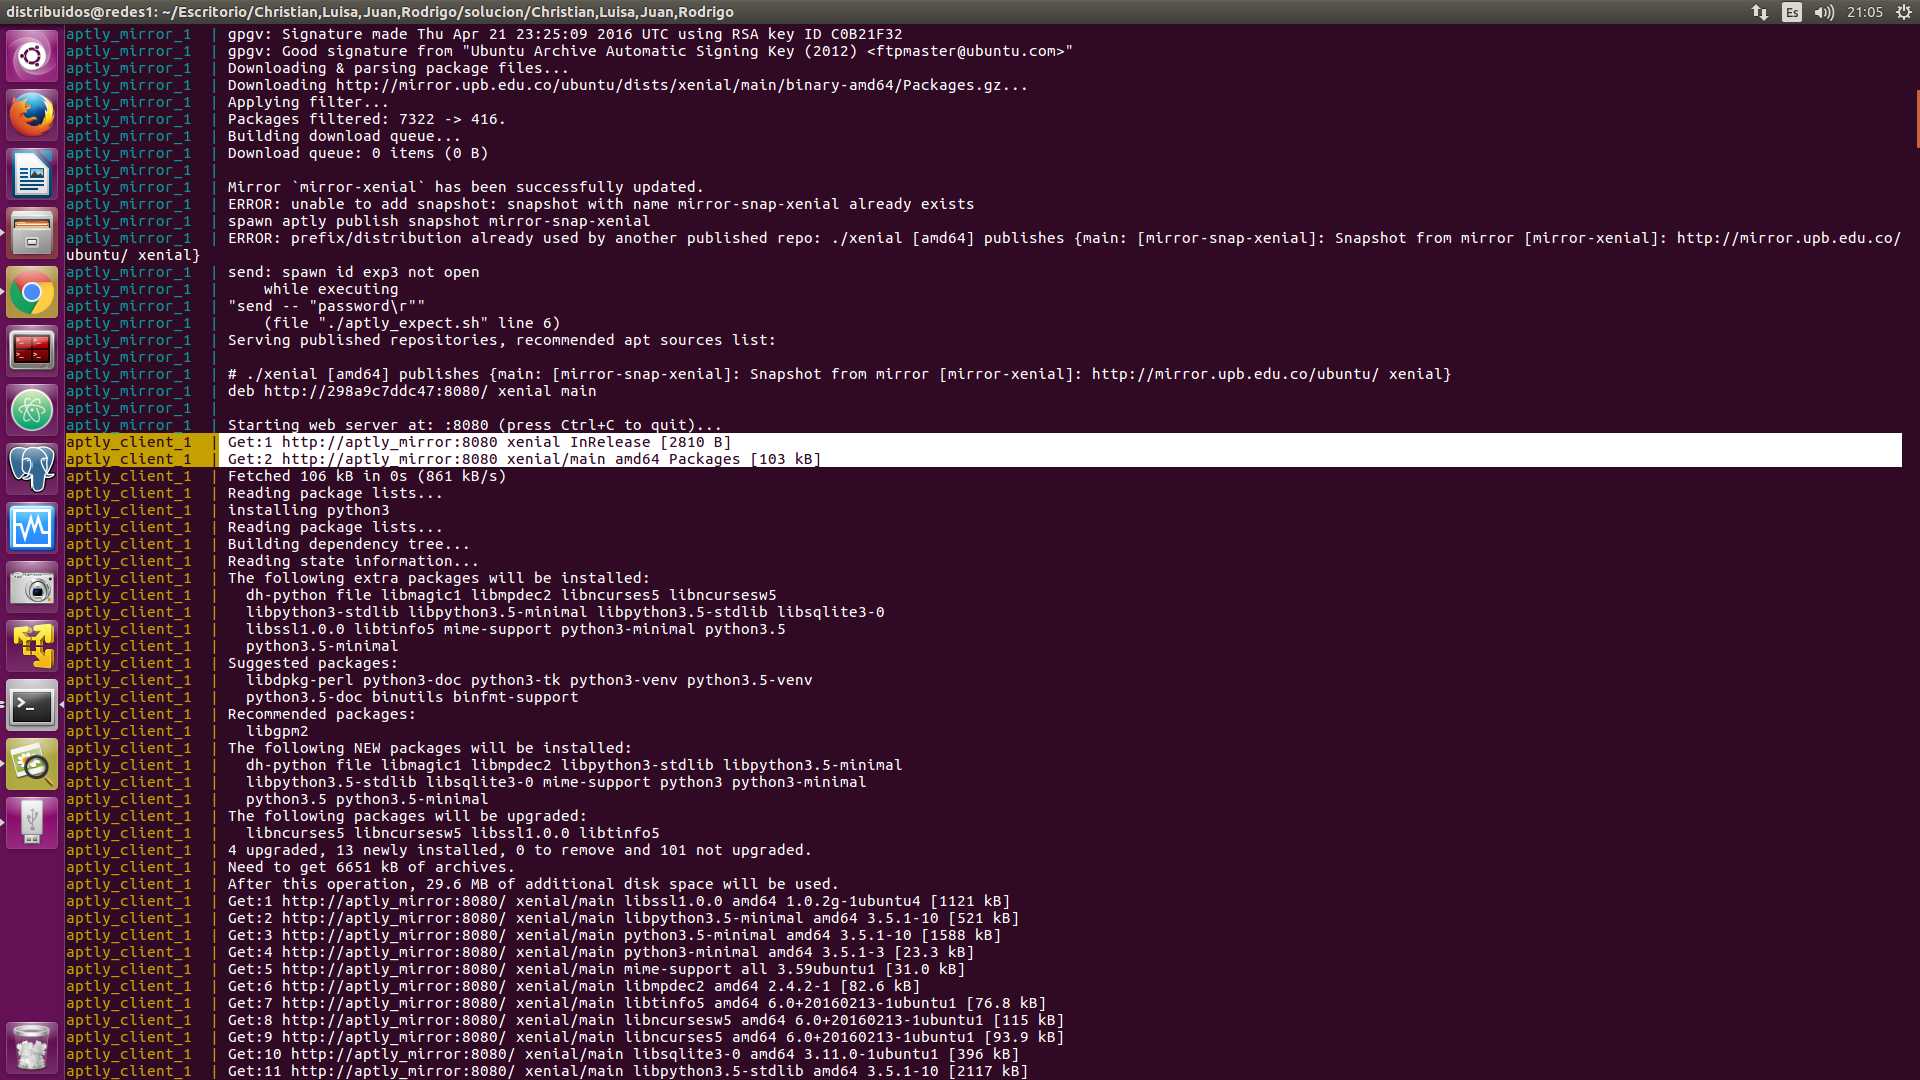 distribuidos@redes1: ~/Escritorio/Christian,Luisa,Juan,Rodrigo/solucion/Christian,Luisa,Juan,Rodrigo
Es
21:05
aptly_mirror_1  | gpgv: Signature made Thu Apr 21 23:25:09 2016 UTC using RSA key ID C0B21F32
aptly_mirror_1  | gpgv: Good signature from "Ubuntu Archive Automatic Signing Key (2012) <ftpmaster@ubuntu.com>"
aptly_mirror_1  | Downloading & parsing package files...
aptly_mirror_1  | Downloading http://mirror.upb.edu.co/ubuntu/dists/xenial/main/binary-amd64/Packages.gz...
aptly_mirror_1  | Applying filter...
aptly_mirror_1  | Packages filtered: 7322 -> 416.
aptly_mirror_1  | Building download queue...
aptly_mirror_1  | Download queue: 0 items (0 B)
aptly_mirror_1  |
aptly_mirror_1  | Mirror `mirror-xenial` has been successfully updated.
aptly_mirror_1  | ERROR: unable to add snapshot: snapshot with name mirror-snap-xenial already exists
aptly_mirror_1  | spawn aptly publish snapshot mirror-snap-xenial
aptly_mirror_1  | ERROR: prefix/distribution already used by another published repo: ./xenial [amd64] publishes {main: [mirror-snap-xenial]: Snapshot from mirror [mirror-xenial]: http://mirror.upb.edu.co/
ubuntu/ xenial}
aptly_mirror_1  | send: spawn id exp3 not open
aptly_mirror_1  |     while executing
aptly_mirror_1  | "send -- "password\r""
aptly_mirror_1  |     (file "./aptly_expect.sh" line 6)
aptly_mirror_1  | Serving published repositories, recommended apt sources list:
aptly_mirror_1  |
aptly_mirror_1  | # ./xenial [amd64] publishes {main: [mirror-snap-xenial]: Snapshot from mirror [mirror-xenial]: http://mirror.upb.edu.co/ubuntu/ xenial}
aptly_mirror_1  | deb http://298a9c7ddc47:8080/ xenial main
aptly_mirror_1  |
aptly_mirror_1  | Starting web server at: :8080 (press Ctrl+C to quit)...
aptly_client_1  | Get:1 http://aptly_mirror:8080 xenial InRelease [2810 B]
aptly_client_1  | Get:2 http://aptly_mirror:8080 xenial/main amd64 Packages [103 kB]
aptly_client_1  | Fetched 106 kB in 0s (861 kB/s)
aptly_client_1  | Reading package lists...
aptly_client_1  | installing python3
aptly_client_1  | Reading package lists...
aptly_client_1  | Building dependency tree...
aptly_client_1  | Reading state information...
aptly_client_1  | The following extra packages will be installed:
aptly_client_1  |   dh-python file libmagic1 libmpdec2 libncurses5 libncursesw5
aptly_client_1  |   libpython3-stdlib libpython3.5-minimal libpython3.5-stdlib libsqlite3-0
aptly_client_1  |   libssl1.0.0 libtinfo5 mime-support python3-minimal python3.5
aptly_client_1  |   python3.5-minimal
aptly_client_1  | Suggested packages:
aptly_client_1  |   libdpkg-perl python3-doc python3-tk python3-venv python3.5-venv
aptly_client_1  |   python3.5-doc binutils binfmt-support
aptly_client_1  | Recommended packages:
aptly_client_1  |   libgpm2
aptly_client_1  | The following NEW packages will be installed:
aptly_client_1  |   dh-python file libmagic1 libmpdec2 libpython3-stdlib libpython3.5-minimal
aptly_client_1  |   libpython3.5-stdlib libsqlite3-0 mime-support python3 python3-minimal
aptly_client_1  |   python3.5 python3.5-minimal
aptly_client_1  | The following packages will be upgraded:
aptly_client_1  |   libncurses5 libncursesw5 libssl1.0.0 libtinfo5
aptly_client_1  | 4 upgraded, 13 newly installed, 0 to remove and 101 not upgraded.
aptly_client_1  | Need to get 6651 kB of archives.
aptly_client_1  | After this operation, 29.6 MB of additional disk space will be used.
aptly_client_1  | Get:1 http://aptly_mirror:8080/ xenial/main libssl1.0.0 amd64 1.0.2g-1ubuntu4 [1121 kB]
aptly_client_1  | Get:2 http://aptly_mirror:8080/ xenial/main libpython3.5-minimal amd64 3.5.1-10 [521 kB]
aptly_client_1  | Get:3 http://aptly_mirror:8080/ xenial/main python3.5-minimal amd64 3.5.1-10 [1588 kB]
aptly_client_1  | Get:4 http://aptly_mirror:8080/ xenial/main python3-minimal amd64 3.5.1-3 [23.3 kB]
aptly_client_1  | Get:5 http://aptly_mirror:8080/ xenial/main mime-support all 3.59ubuntu1 [31.0 kB]
aptly_client_1  | Get:6 http://aptly_mirror:8080/ xenial/main libmpdec2 amd64 2.4.2-1 [82.6 kB]
aptly_client_1  | Get:7 http://aptly_mirror:8080/ xenial/main libtinfo5 amd64 6.0+20160213-1ubuntu1 [76.8 kB]
aptly_client_1  | Get:8 http://aptly_mirror:8080/ xenial/main libncursesw5 amd64 6.0+20160213-1ubuntu1 [115 kB]
aptly_client_1  | Get:9 http://aptly_mirror:8080/ xenial/main libncurses5 amd64 6.0+20160213-1ubuntu1 [93.9 kB]
aptly_client_1  | Get:10 http://aptly_mirror:8080/ xenial/main libsqlite3-0 amd64 3.11.0-1ubuntu1 [396 kB]
aptly_client_1  | Get:11 http://aptly_mirror:8080/ xenial/main libpython3.5-stdlib amd64 3.5.1-10 [2117 kB]